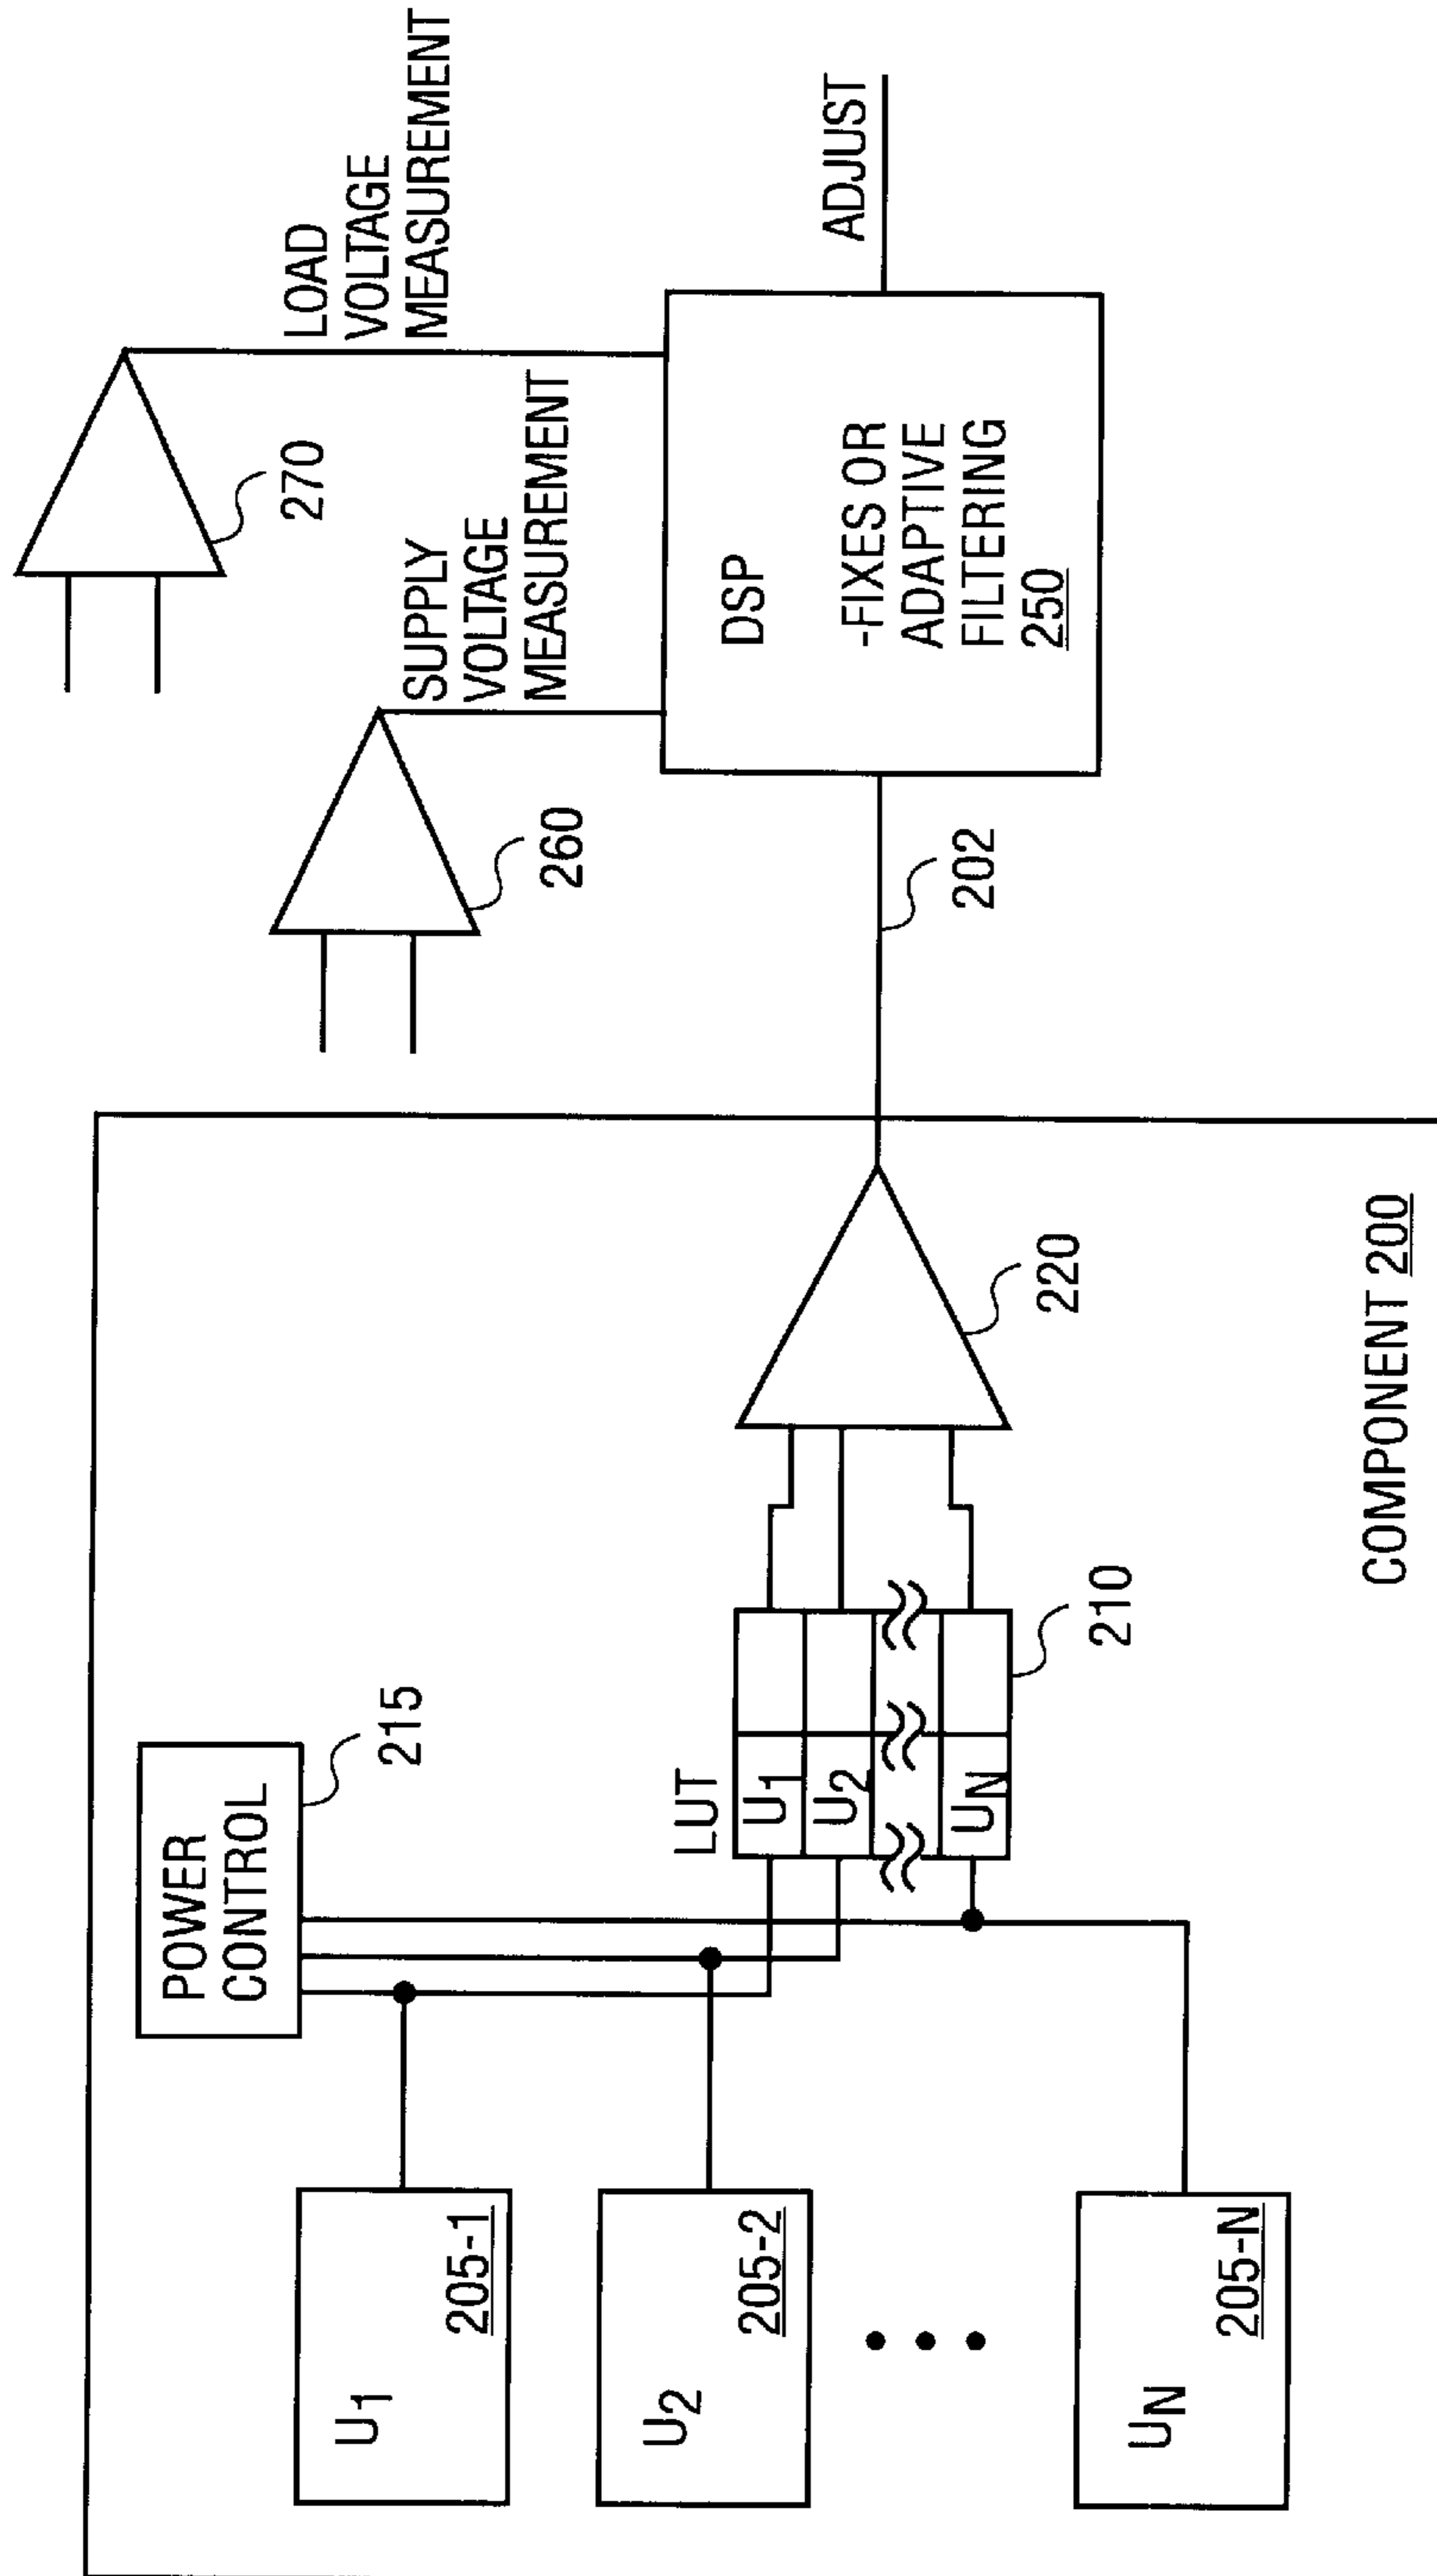 LOAD
VOLTAGE
MEASUREMENT
270
SUPPLY
VOLTAGE
MEASUREMENT
260
ADJUST
DSP
-FIXES OR
ADAPTIVE
FILTERING
250
202
POWER
CONTROL
215
LUT
U1
U2
UN
210
220
U1
205-1
U2
205-2
UN
205-N
COMPONENT 200